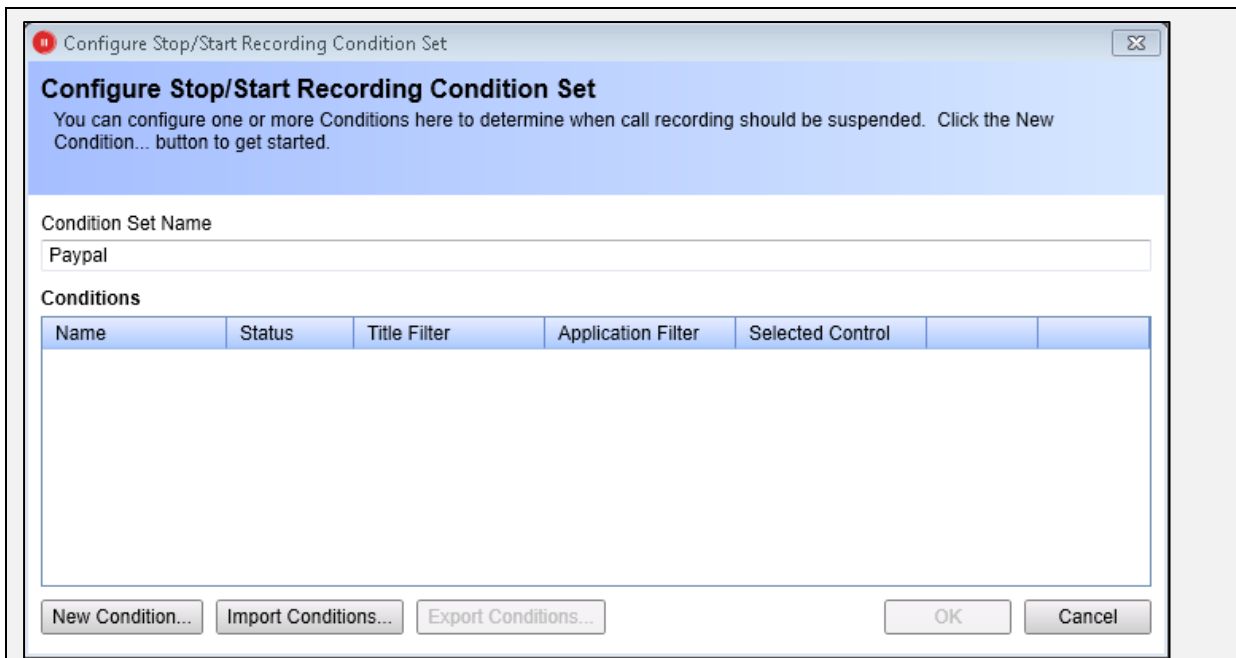 Configure Stop/Start Recording Condition Set
Configure Stop/Start Recording Condition Set
You can configure one or more Conditions here to determine when call recording should be suspended.  Click the New
Condition... button to get started.
Condition Set Name
Paypal
Conditions
Name Status Title Filter Application Filter Selected Control
New Condition... Import Conditions... Export Conditions... OK Cancel